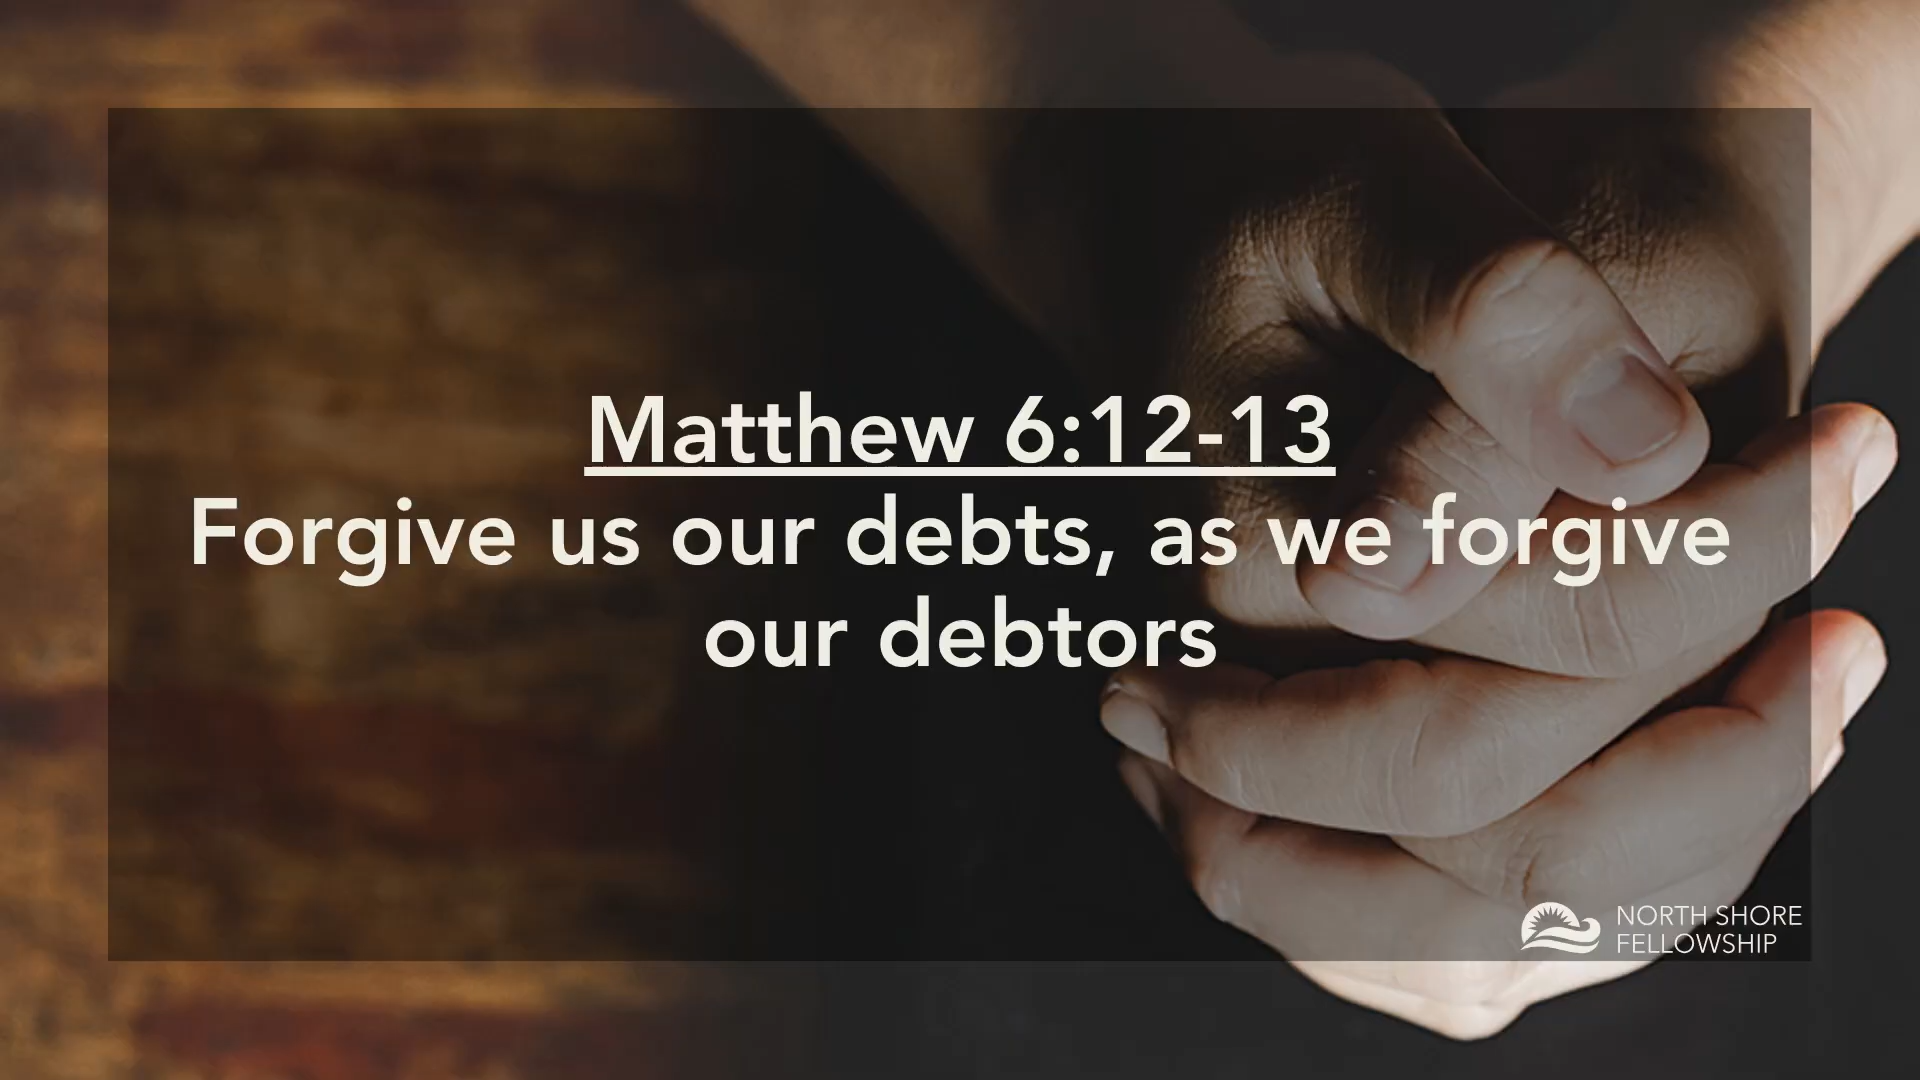 Matthew 6:12-13
Forgive us our debts, as we forgive
our debtors
NORTH SHORE
FELLOWSHIP